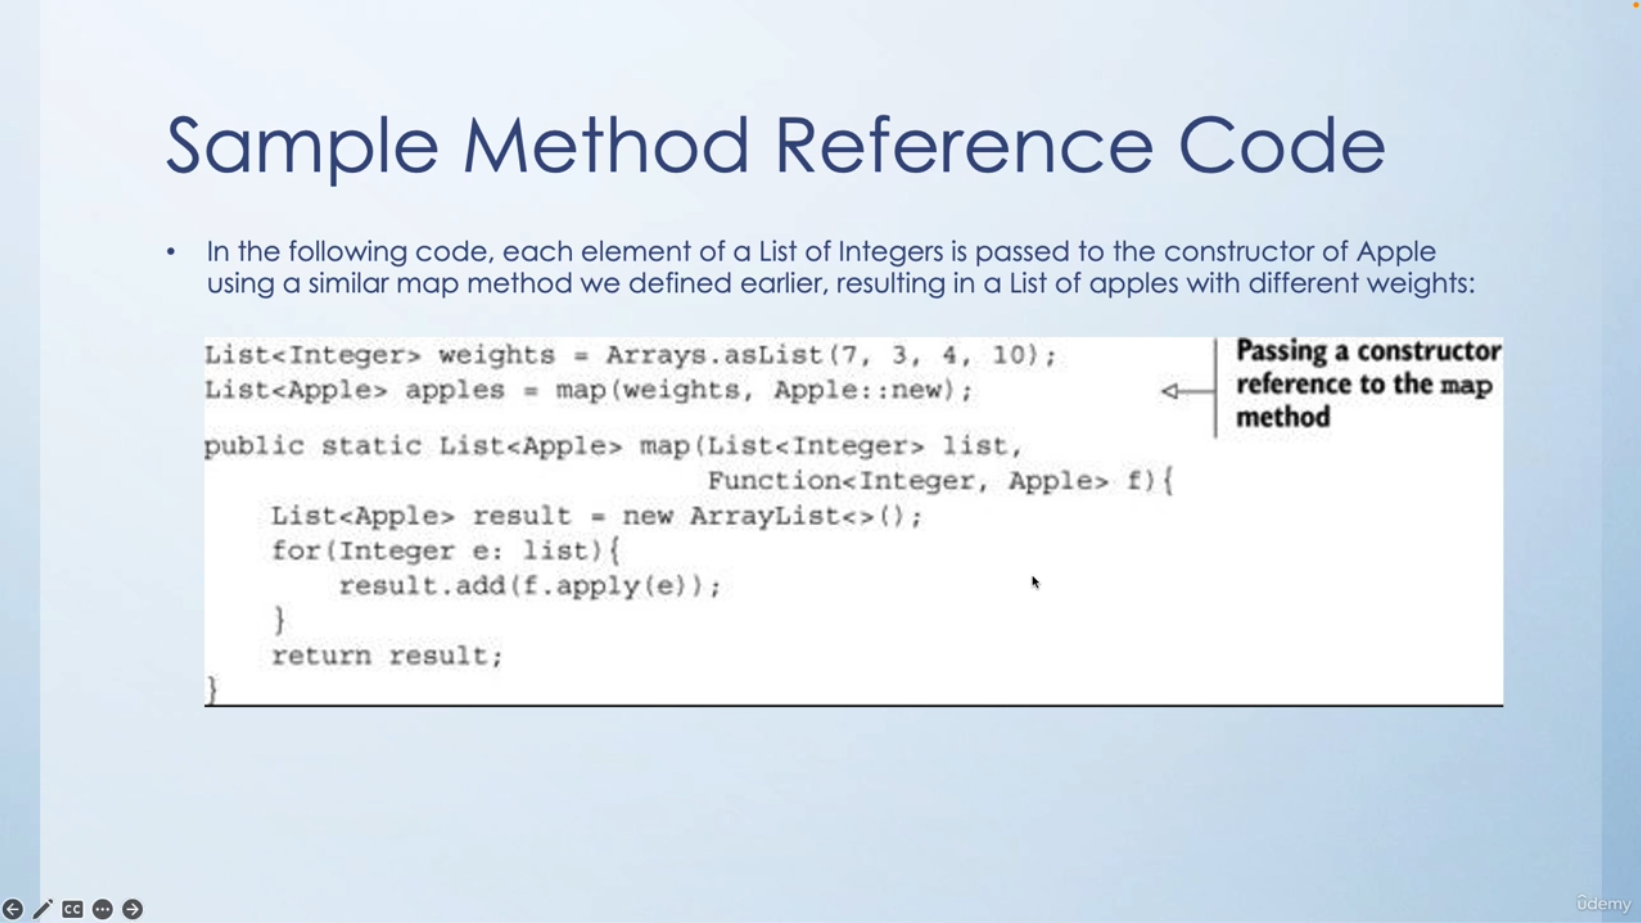 Sample Method Reference Code
• In the following code, each element of a List of Integers is passed to the constructor of Apple
using a similar map method we defined earlier, resulting in a List of apples with different weights:
List<Integer> weights = Arrays.asList(7, 3, 4, 10);
List<Apple> apples = map(weights, Apple::new);
Passing a constructor
reference to the map
method
public static List<Apple> map(List<Integer> list,
Function<Integer, Apple> f){
List<Apple> result = new ArrayList<>();
for(Integer e: list){
result.add(f.apply(e));
}
return result;
}
CC
ûdemy